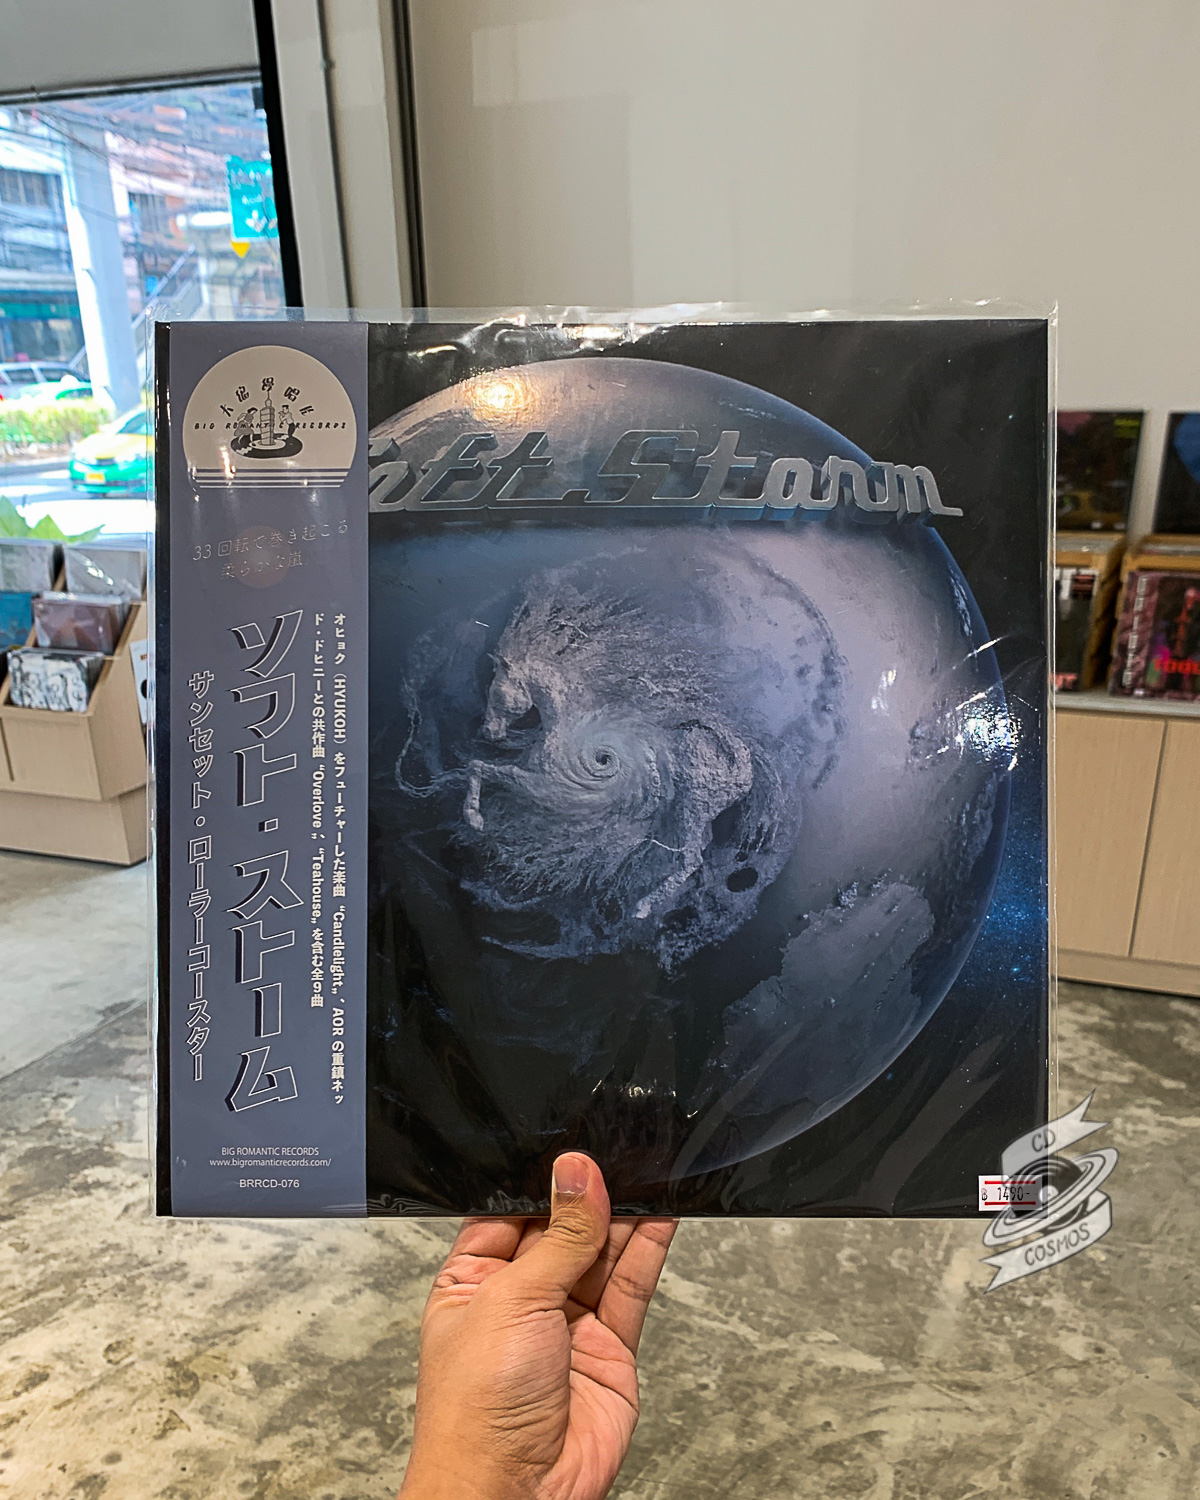 大浪漫唱片
BIG ROMANTIC RECORDS
33回転で巻き起こる
柔らかな嵐
オヒョク（HYUKOH）をフューチャーした楽曲 “Candlelight„、AOR の重鎮ネッ
ド・ドヒニーとの共作曲 “Overlove„、“Teahouse„ を含む全9曲
ソフト・ストーム
サンセット・ローラーコースター
BIG ROMANTIC RECORDS
www.bigromanticrecords.com/
BRRCD-076
oft Storm
฿ 1490-
CD
COSMOS